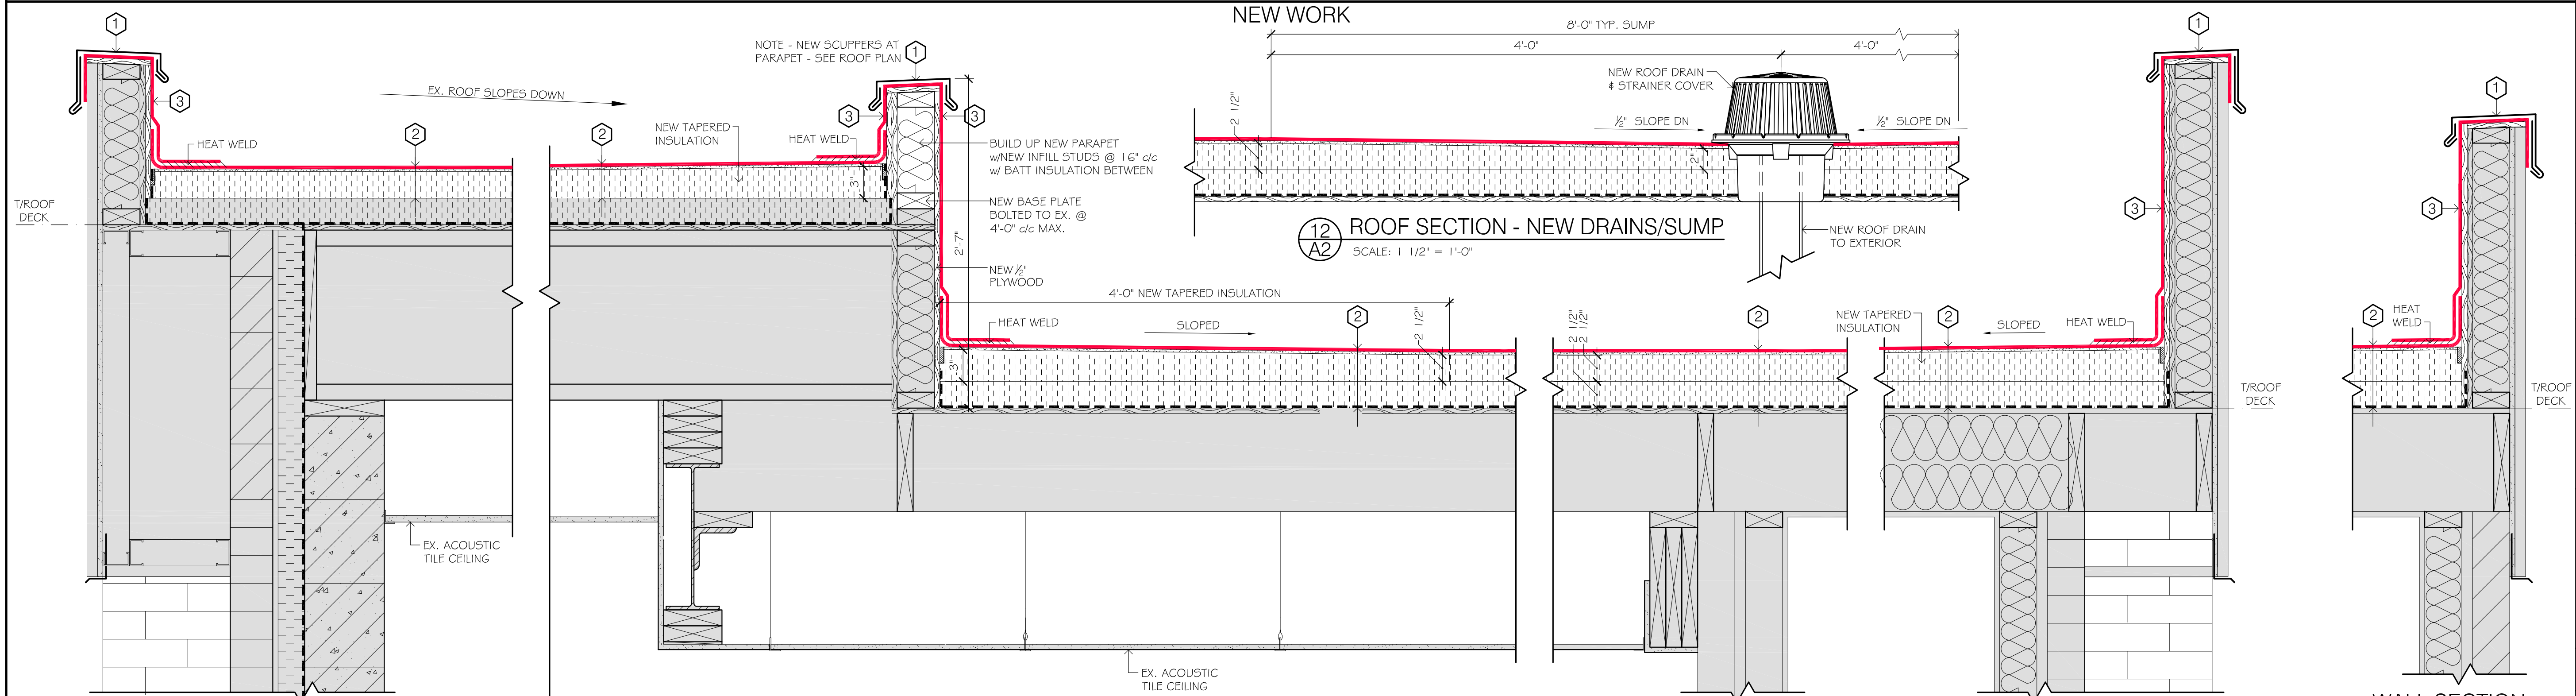 NEW WORK
1
NOTE - NEW SCUPPERS AT
PARAPET - SEE ROOF PLAN
1
8'-0" TYP. SUMP
4'-0"
4'-0"
1
1
3
EX. ROOF SLOPES DOWN
3
3
NEW ROOF DRAIN
& STRAINER COVER
2 1/2"
½" SLOPE DN
½" SLOPE DN
2"
HEAT WELD
2
2
NEW TAPERED
INSULATION
HEAT WELD
3"
BUILD UP NEW PARAPET
w/NEW INFILL STUDS @ 16" c/c
w/ BATT INSULATION BETWEEN
T/ROOF
DECK
NEW BASE PLATE
BOLTED TO EX. @
4'-0" c/c MAX.
2'-7"
12
A2
ROOF SECTION - NEW DRAINS/SUMP
SCALE: 1 1/2" = 1'-0"
NEW ROOF DRAIN
TO EXTERIOR
3
3
NEW ½"
PLYWOOD
4'-0" NEW TAPERED INSULATION
HEAT WELD
SLOPED
2
2 1/2"
2 1/2"
2 1/2"
2
NEW TAPERED
INSULATION
2
SLOPED
HEAT WELD
2
HEAT
WELD
3"
T/ROOF
DECK
T/ROOF
DECK
EX. ACOUSTIC
TILE CEILING
EX. ACOUSTIC
TILE CEILING
WALL SECTION